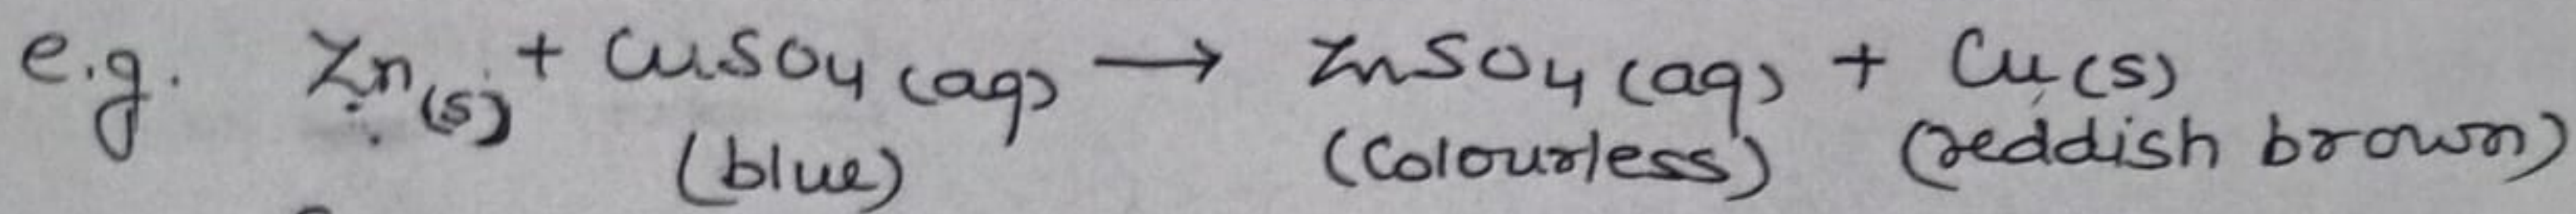 e.g. Zn(s) + CuSO4 (aq) → ZnSO4 (aq) + Cu (s)
(blue) (Colourless) (reddish brown)